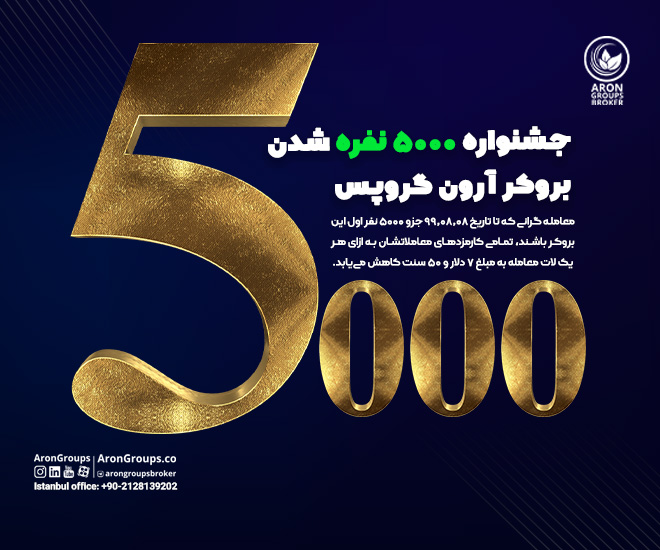 ARON
GROUPS
BROKER
جشنواره ۵۰۰۰ نفره شدن
بروکر آرون گروپس
معامله گرانی که تا تاریخ ۹۹,۰۸,۰۸ جزو ۵۰۰۰ نفر اول این
بروکر باشند، تمامی کارمزدهای معاملاتشان به ازای هر
یک لات معامله به مبلغ ۷ دلار و ۵۰ سنت کاهش می‌یابد.
5000
AronGroups | AronGroups.co
arongroupsbroker
Istanbul office: +90-2128139202